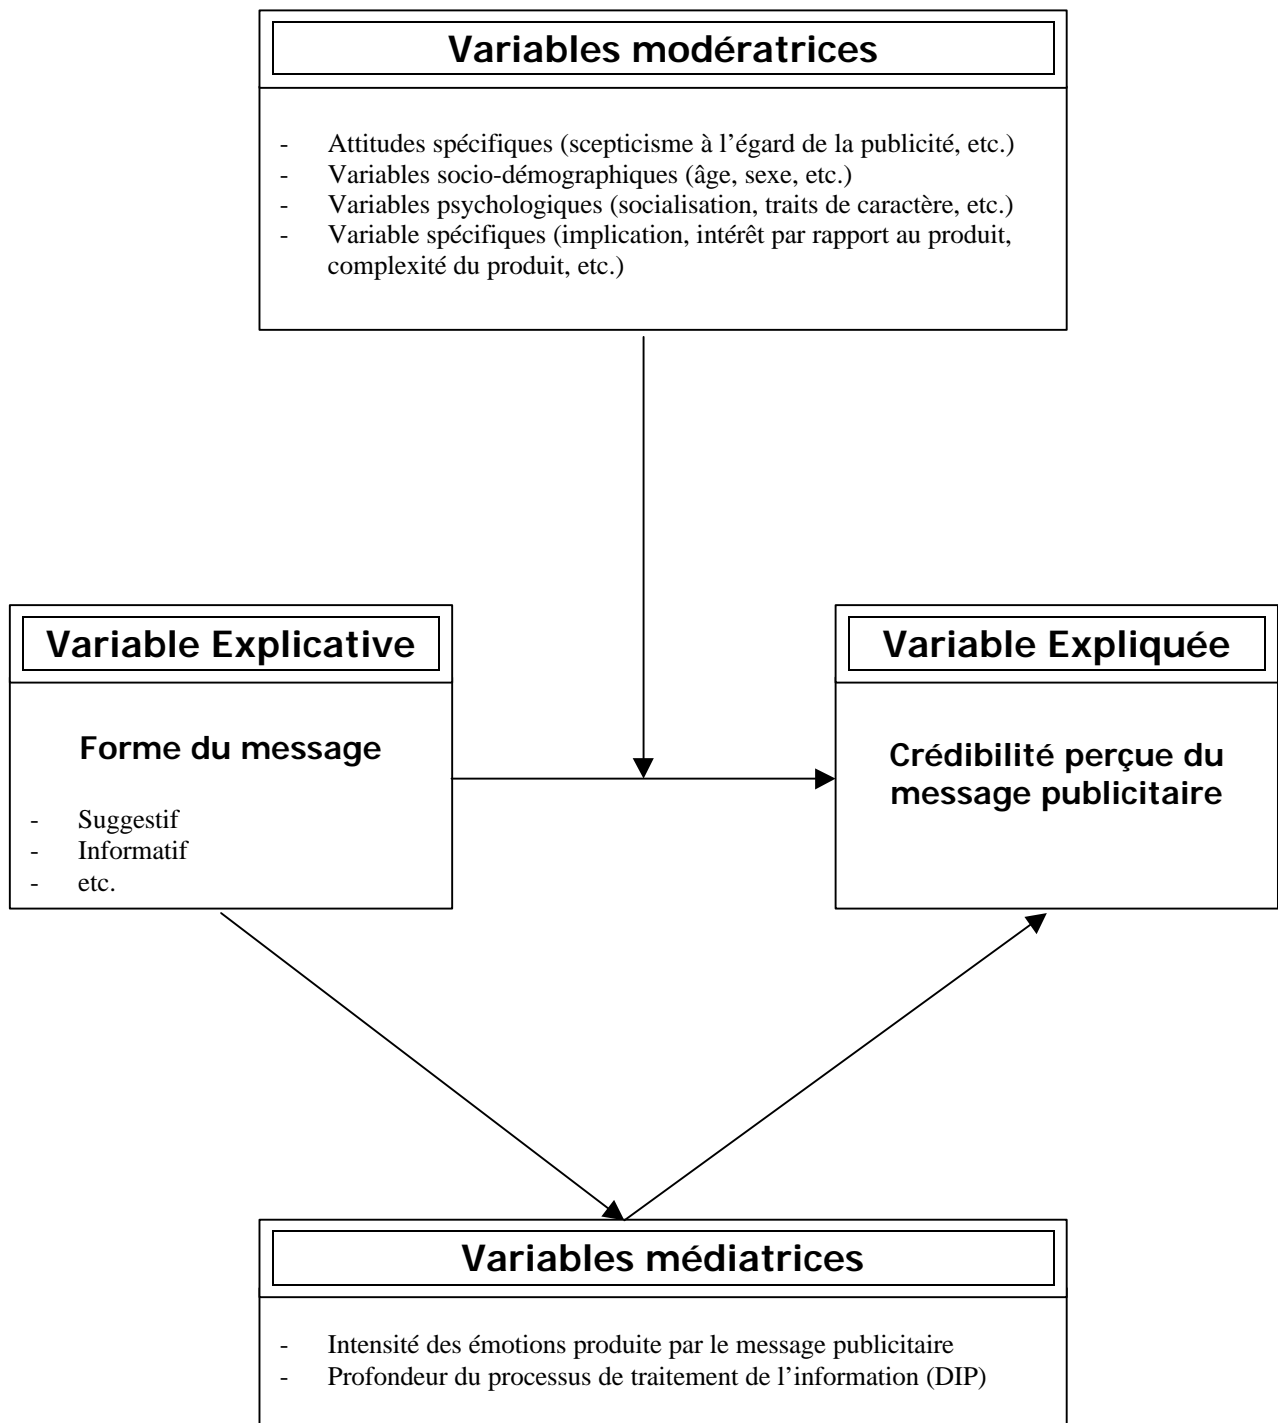 Variables modératrices
- Attitudes spécifiques (scepticisme à l’égard de la publicité, etc.)
- Variables socio-démographiques (âge, sexe, etc.)
- Variables psychologiques (socialisation, traits de caractère, etc.)
- Variable spécifiques (implication, intérêt par rapport au produit,
complexité du produit, etc.)
Variable Explicative
Forme du message
- Suggestif
- Informatif
- etc.
Variable Expliquée
Crédibilité perçue du
message publicitaire
Variables médiatrices
- Intensité des émotions produite par le message publicitaire
- Profondeur du processus de traitement de l’information (DIP)